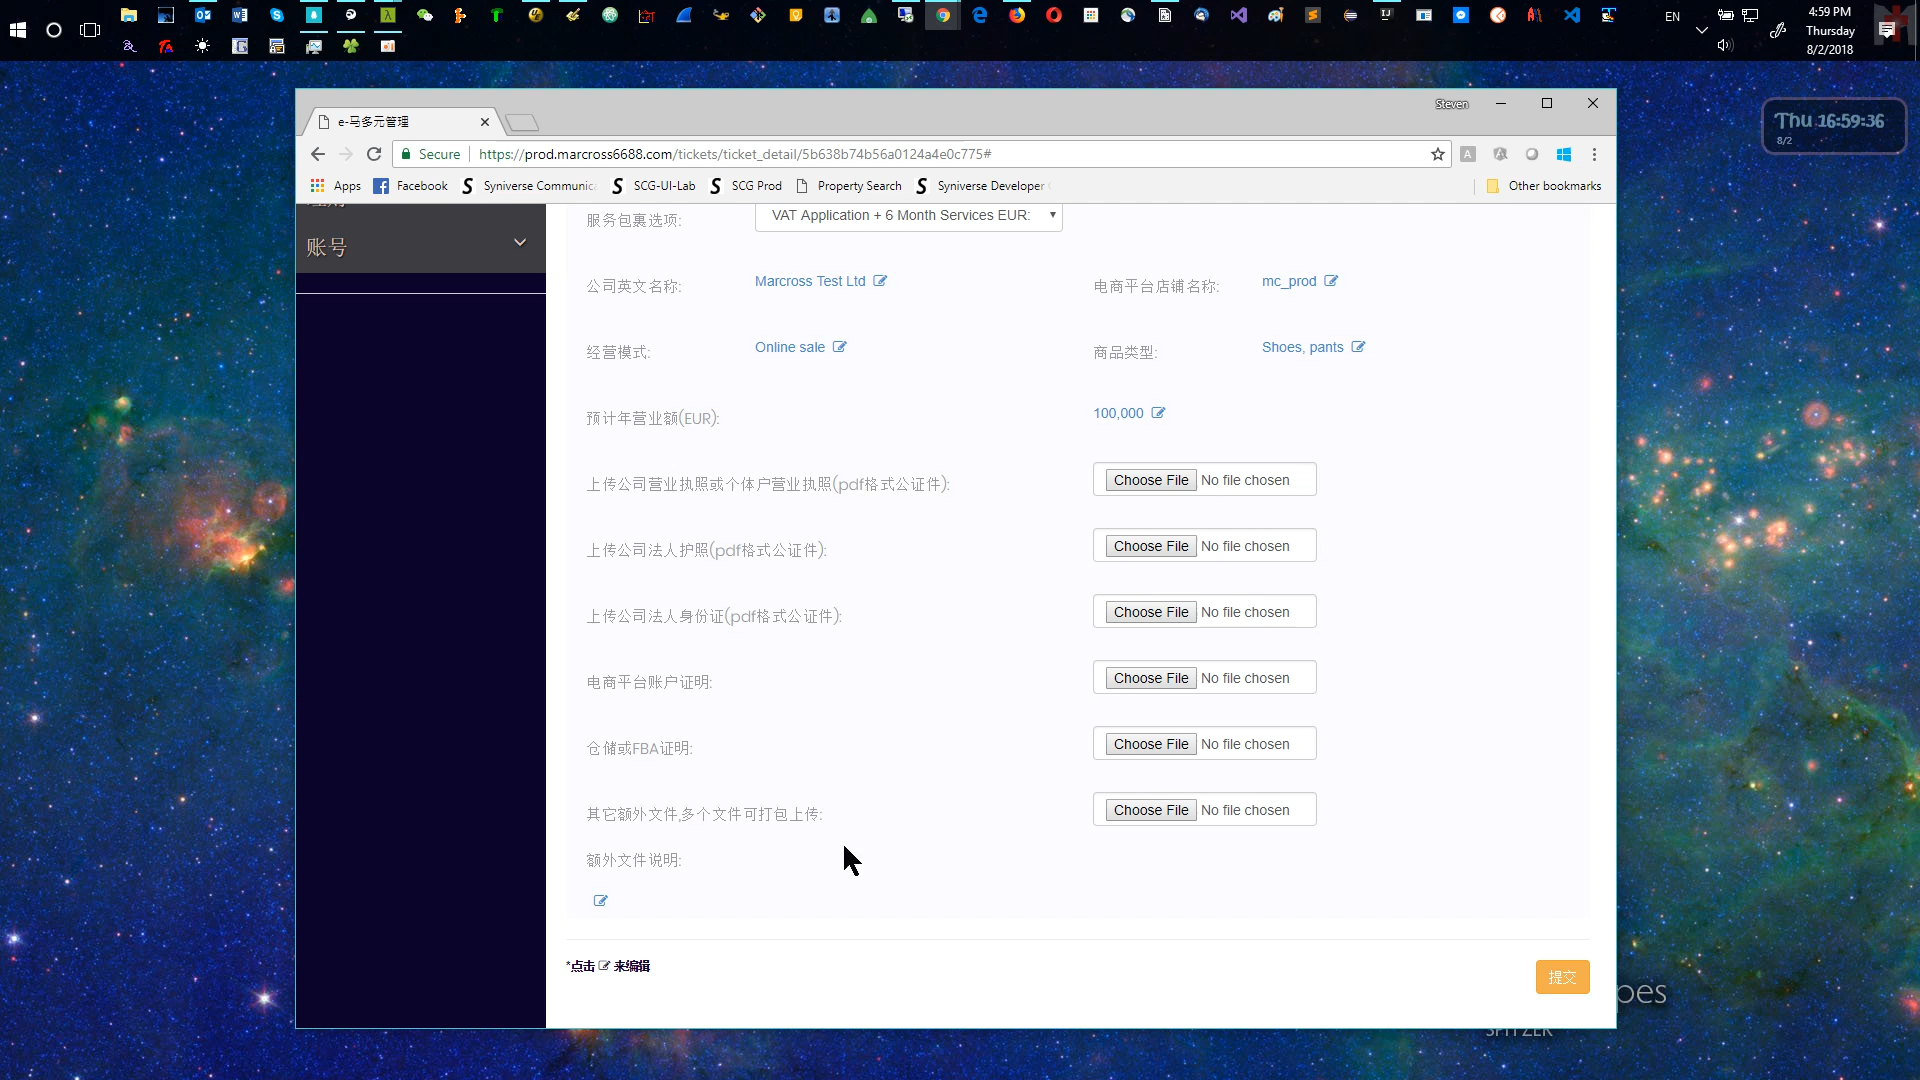 EN
4:59 PM
Thursday
8/2/2018
Thu 16:59:36
8/2
Steven
e-马多元管理
Secure https://prod.marcross6688.com/tickets/ticket_detail/5b638b74b56a0124a4e0c775#
Apps Facebook Syniverse Communic SCG-UI-Lab SCG Prod Property Search Syniverse Developer Other bookmarks
账号
服务包裹选项: VAT Application + 6 Month Services EUR:
公司英文名称: Marcross Test Ltd 电商平台店铺名称: mc_prod
经营模式: Online sale 商品类型: Shoes, pants
预计年营业额(EUR): 100,000
上传公司营业执照或个体户营业执照(pdf格式公证件): Choose File No file chosen
上传公司法人护照(pdf格式公证件): Choose File No file chosen
上传公司法人身份证(pdf格式公证件): Choose File No file chosen
电商平台账户证明: Choose File No file chosen
仓储或FBA证明: Choose File No file chosen
其它额外文件,多个文件可打包上传: Choose File No file chosen
额外文件说明:
*点击 来编辑
提交
pes
SPITZER